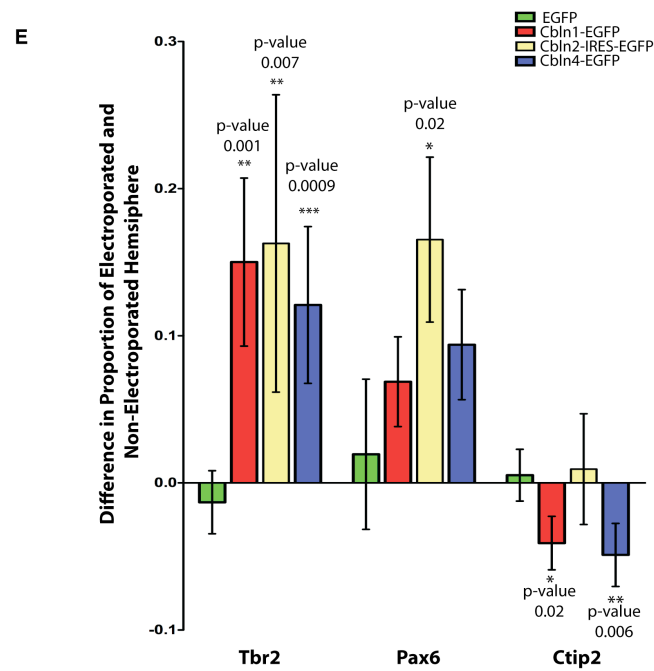 E
EGFP
Cbln1-EGFP
Cbln2-IRES-EGFP
Cbln4-EGFP
Difference in Proportion of Electroporated and
Non-Electroporated Hemsiphere
0.3
0.2
0.1
0.0
-0.1
p-value
0.001
**
p-value
0.007
**
p-value
0.0009
***
p-value
0.02
*
*
p-value
0.02
**
p-value
0.006
Tbr2
Pax6
Ctip2